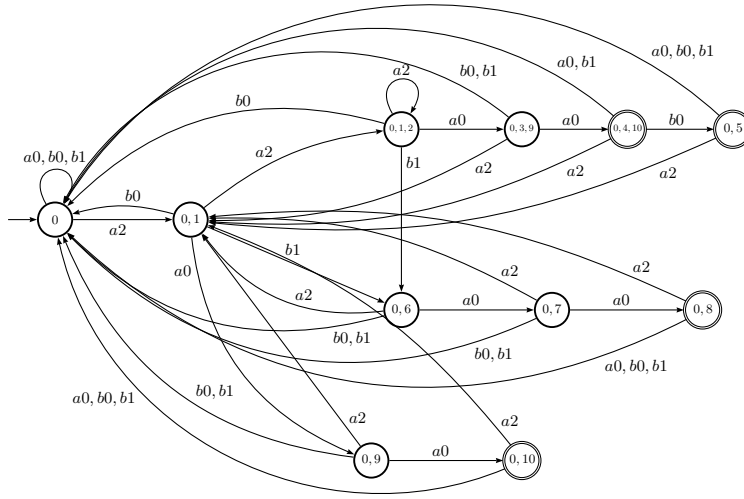 a0, b0, b1
b0, b1
a0, b1
a2
b0
0, 1, 2
a0
0, 3, 9
a0
0, 4, 10
b0
0, 5
a2
b1
a2
a2
a2
a0, b0, b1
b0
0
a2
0, 1
a0
b1
a2
a2
a2
0, 6
a0
0, 7
a0
0, 8
b0, b1
b0, b1
a0, b0, b1
b0, b1
a0, b0, b1
a2
a2
0, 9
a0
0, 10